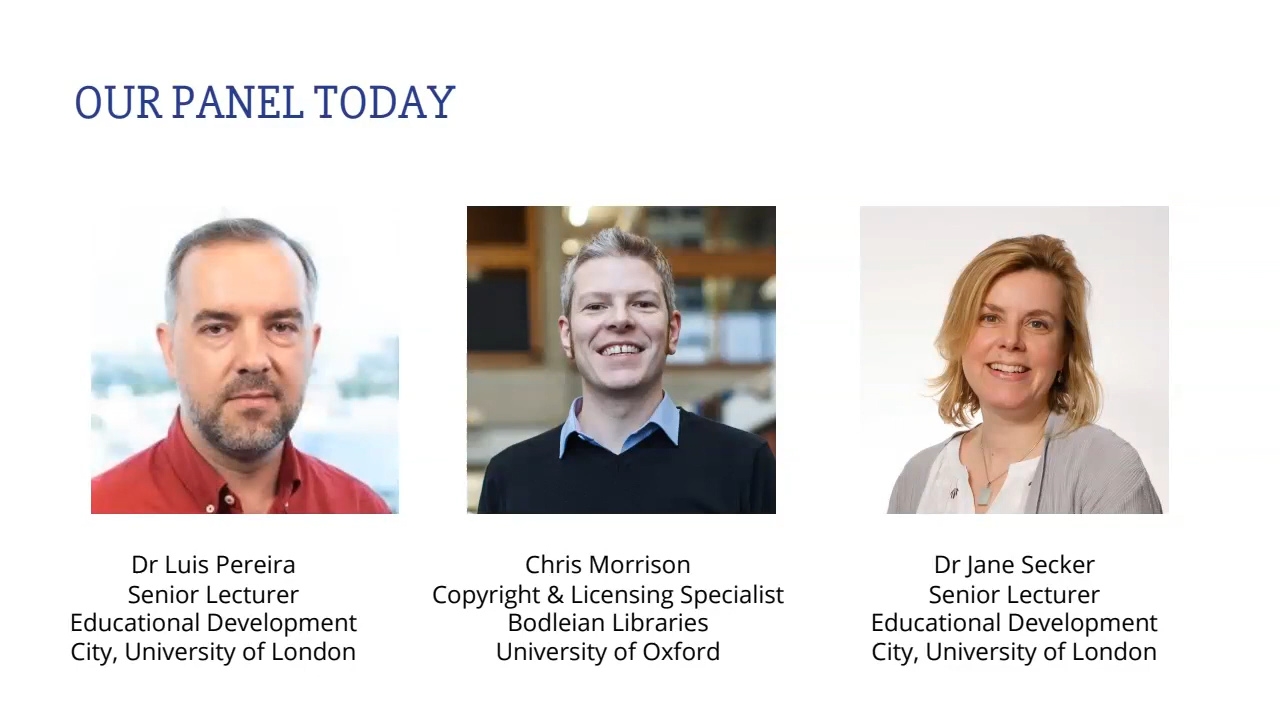 OUR PANEL TODAY
Dr Luis Pereira
Senior Lecturer
Educational Development
City, University of London
Chris Morrison
Copyright & Licensing Specialist
Bodleian Libraries
University of Oxford
Dr Jane Secker
Senior Lecturer
Educational Development
City, University of London